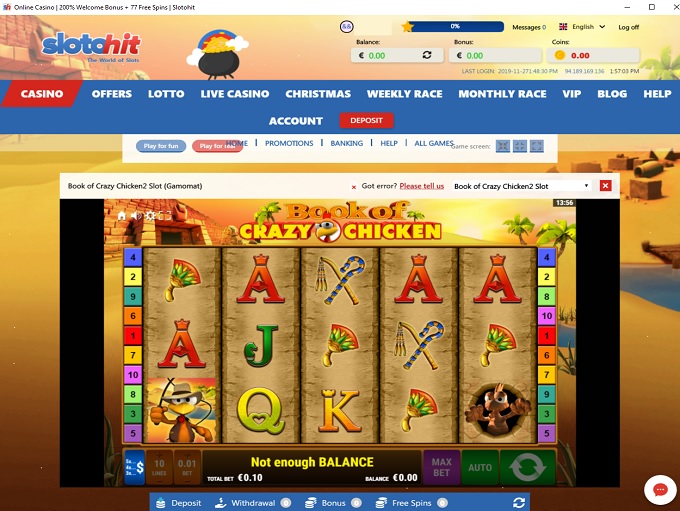 Online Casino | 200% Welcome Bonus + 77 Free Spins | Slotohit
0%
Messages 0
English
Log off
slotohit
The World of Slots
Balance:
Bonus:
Coins:
€ 0.00
€ 0.00
0.00
LAST LOGIN 2019-11-271:48:30 PM 94.189.169.136 1:57:03 PM
CASINO OFFERS LOTTO LIVE CASINO CHRISTMAS WEEKLY RACE MONTHLY RACE VIP BLOG HELP
ACCOUNT DEPOSIT
Play for fun Play for real HOME | PROMOTIONS | BANKING | HELP | ALL GAMES Game screen:
Book of Crazy Chicken2 Slot (Gamomat)
Got error? Please tell us
Book of Crazy Chicken2 Slot
13:56
Book of
CRAZY CHICKEN
4 A A A 4
2 2
9 8
6 10
1 A J 1
7 6
10 7
8 Q K 9
3 3
5 5
10
LINES
0.01
BET
Not enough BALANCE
TOTAL BET €0.10
BALANCE €0.00
MAX
BET
AUTO
Deposit Withdrawal 0 Bonus 0 Free Spins 0